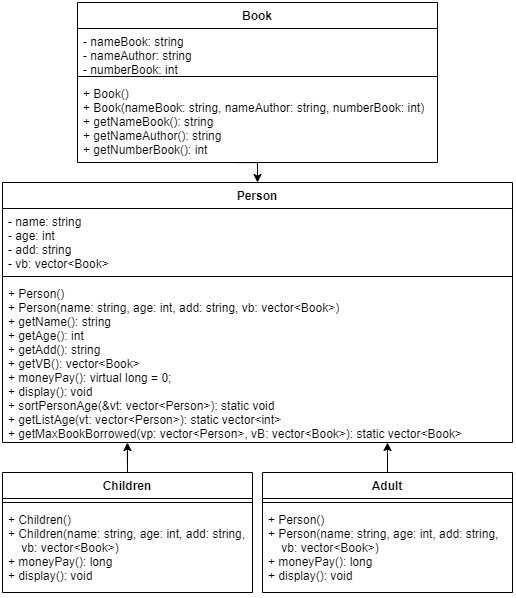 Book
- nameBook: string
- nameAuthor: string
- numberBook: int
+ Book()
+ Book(nameBook: string, nameAuthor: string, numberBook: int)
+ getNameBook(): string
+ getNameAuthor(): string
+ getNumberBook(): int
Person
- name: string
- age: int
- add: string
- vb: vector<Book>
+ Person()
+ Person(name: string, age: int, add: string, vb: vector<Book>)
+ getName(): string
+ getAge(): int
+ getAdd(): string
+ getVB(): vector<Book>
+ moneyPay(): virtual long = 0;
+ display(): void
+ sortPersonAge(&vt: vector<Person>): static void
+ getListAge(vt: vector<Person>): static vector<int>
+ getMaxBookBorrowed(vp: vector<Person>, vB: vector<Book>): static vector<Book>
Children
+ Children()
+ Children(name: string, age: int, add: string,
vb: vector<Book>)
+ moneyPay(): long
+ display(): void
Adult
+ Person()
+ Person(name: string, age: int, add: string,
vb: vector<Book>)
+ moneyPay(): long
+ display(): void